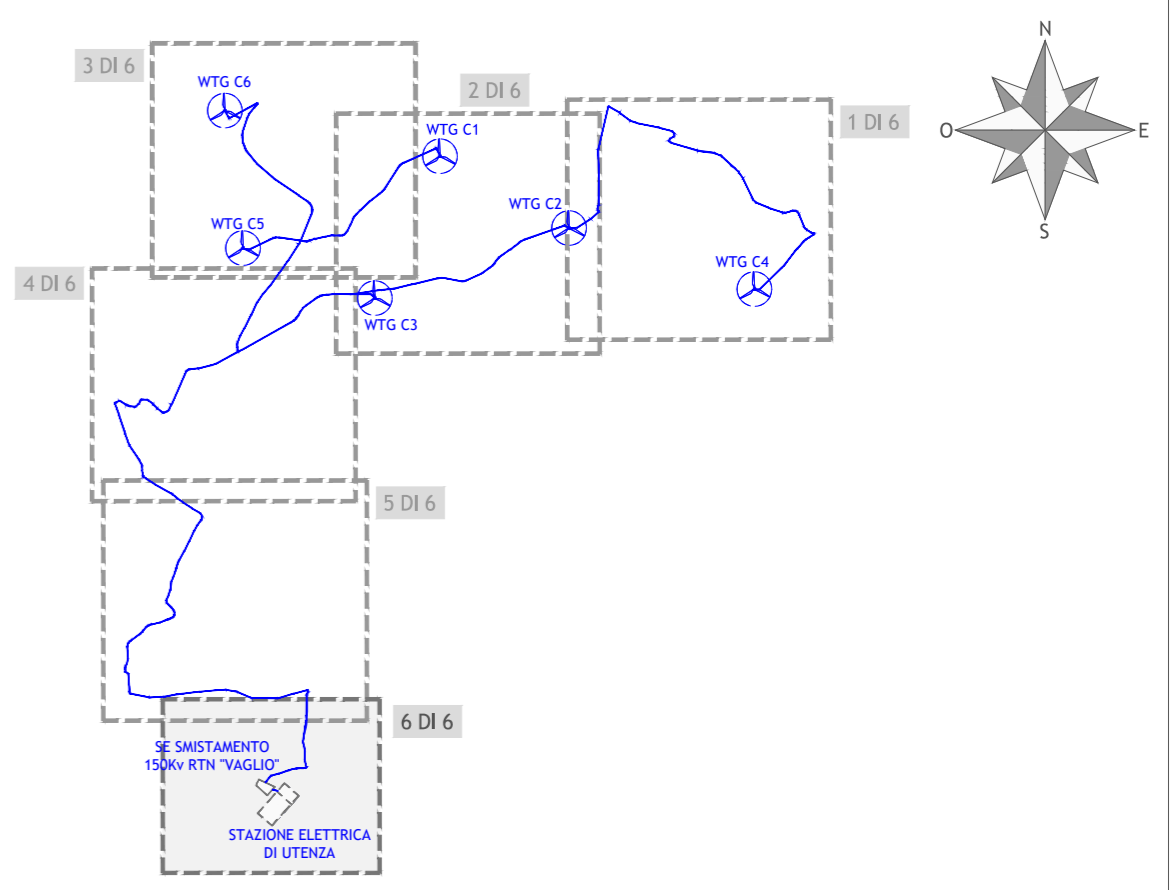 N
3 DI 6
WTG C6
2 DI 6
1 DI 6
WTG C1
O
E
WTG C2
WTG C5
S
WTG C4
4 DI 6
WTG C3
5 DI 6
6 DI 6
SE SMISTAMENTO
150Kv RTN "VAGLIO"
STAZIONE ELETTRICA
DI UTENZA